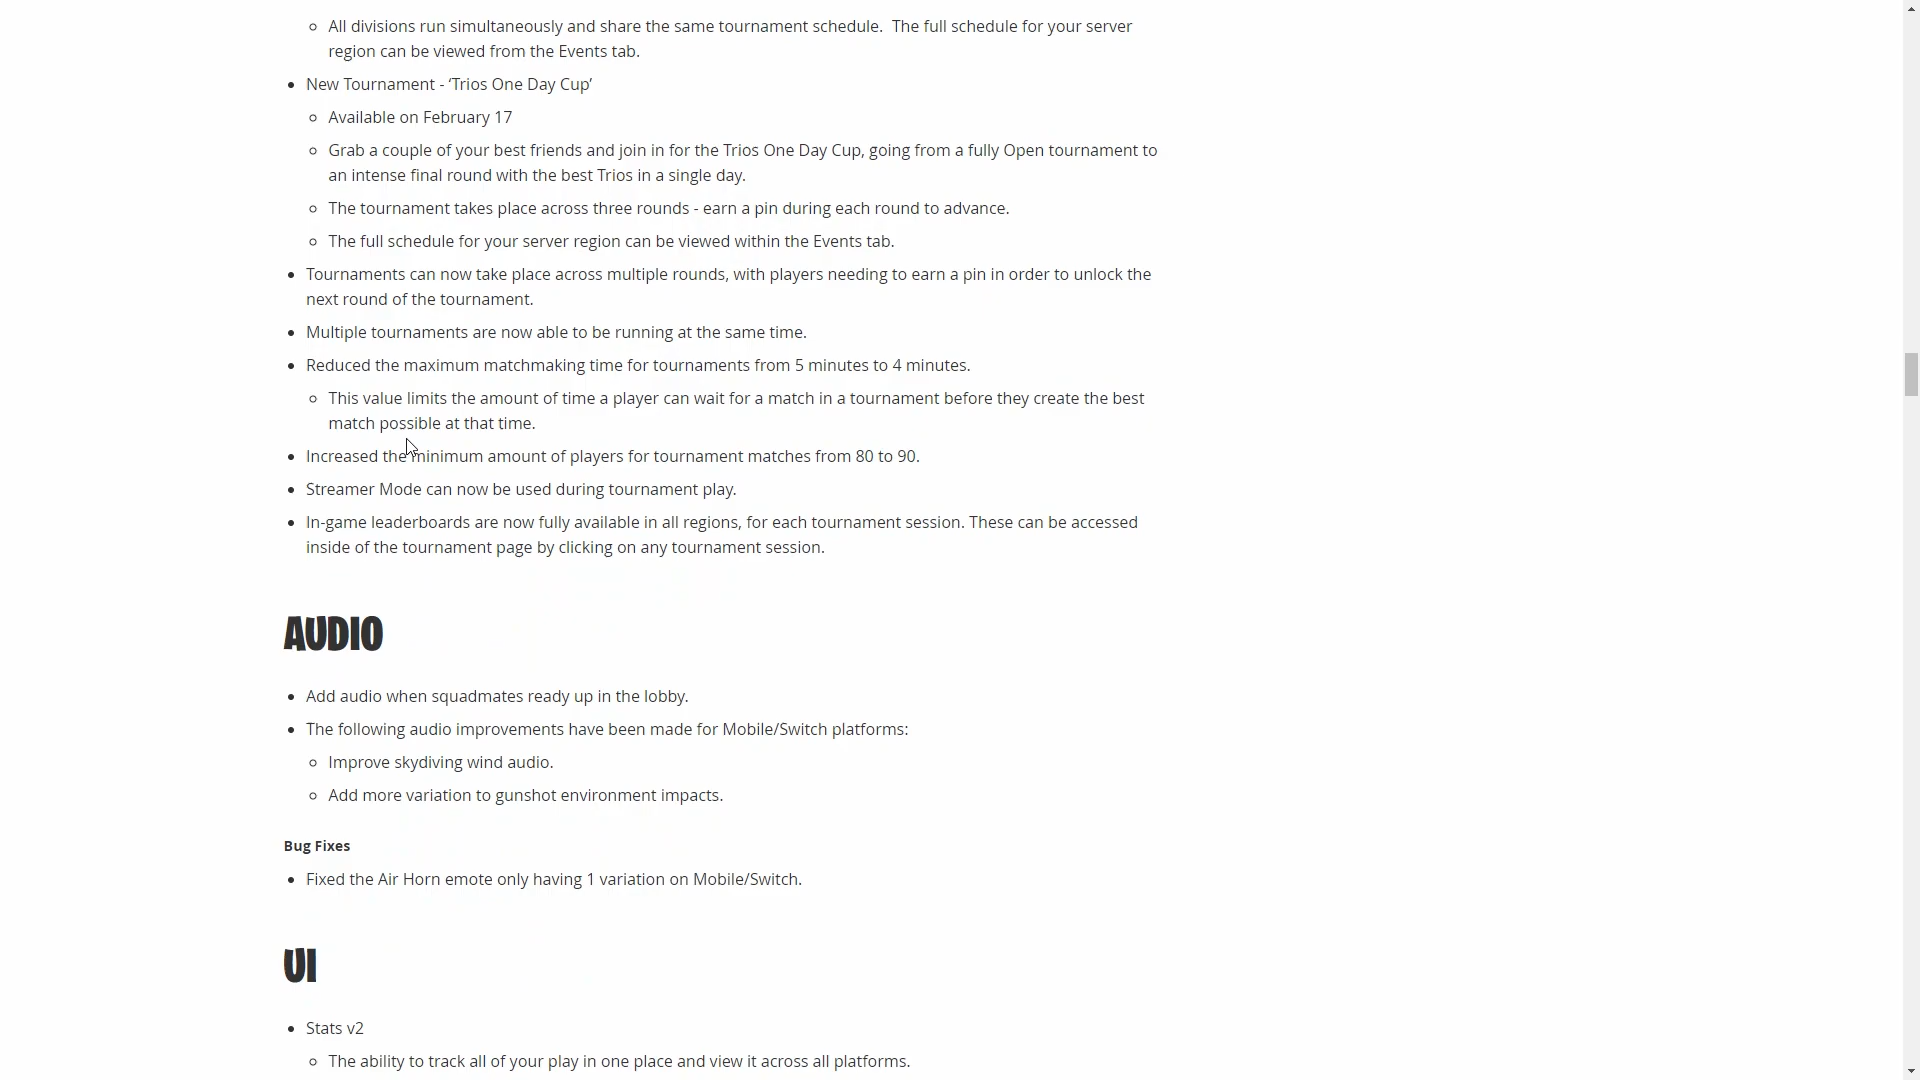 All divisions run simultaneously and share the same tournament schedule.  The full schedule for your server
region can be viewed from the Events tab.
New Tournament - ‘Trios One Day Cup’
Available on February 17
Grab a couple of your best friends and join in for the Trios One Day Cup, going from a fully Open tournament to
an intense final round with the best Trios in a single day.
The tournament takes place across three rounds - earn a pin during each round to advance.
The full schedule for your server region can be viewed within the Events tab.
Tournaments can now take place across multiple rounds, with players needing to earn a pin in order to unlock the
next round of the tournament.
Multiple tournaments are now able to be running at the same time.
Reduced the maximum matchmaking time for tournaments from 5 minutes to 4 minutes.
This value limits the amount of time a player can wait for a match in a tournament before they create the best
match possible at that time.
Increased the minimum amount of players for tournament matches from 80 to 90.
Streamer Mode can now be used during tournament play.
In-game leaderboards are now fully available in all regions, for each tournament session. These can be accessed
inside of the tournament page by clicking on any tournament session.
AUDIO
Add audio when squadmates ready up in the lobby.
The following audio improvements have been made for Mobile/Switch platforms:
Improve skydiving wind audio.
Add more variation to gunshot environment impacts.
Bug Fixes
Fixed the Air Horn emote only having 1 variation on Mobile/Switch.
UI
Stats v2
The ability to track all of your play in one place and view it across all platforms.